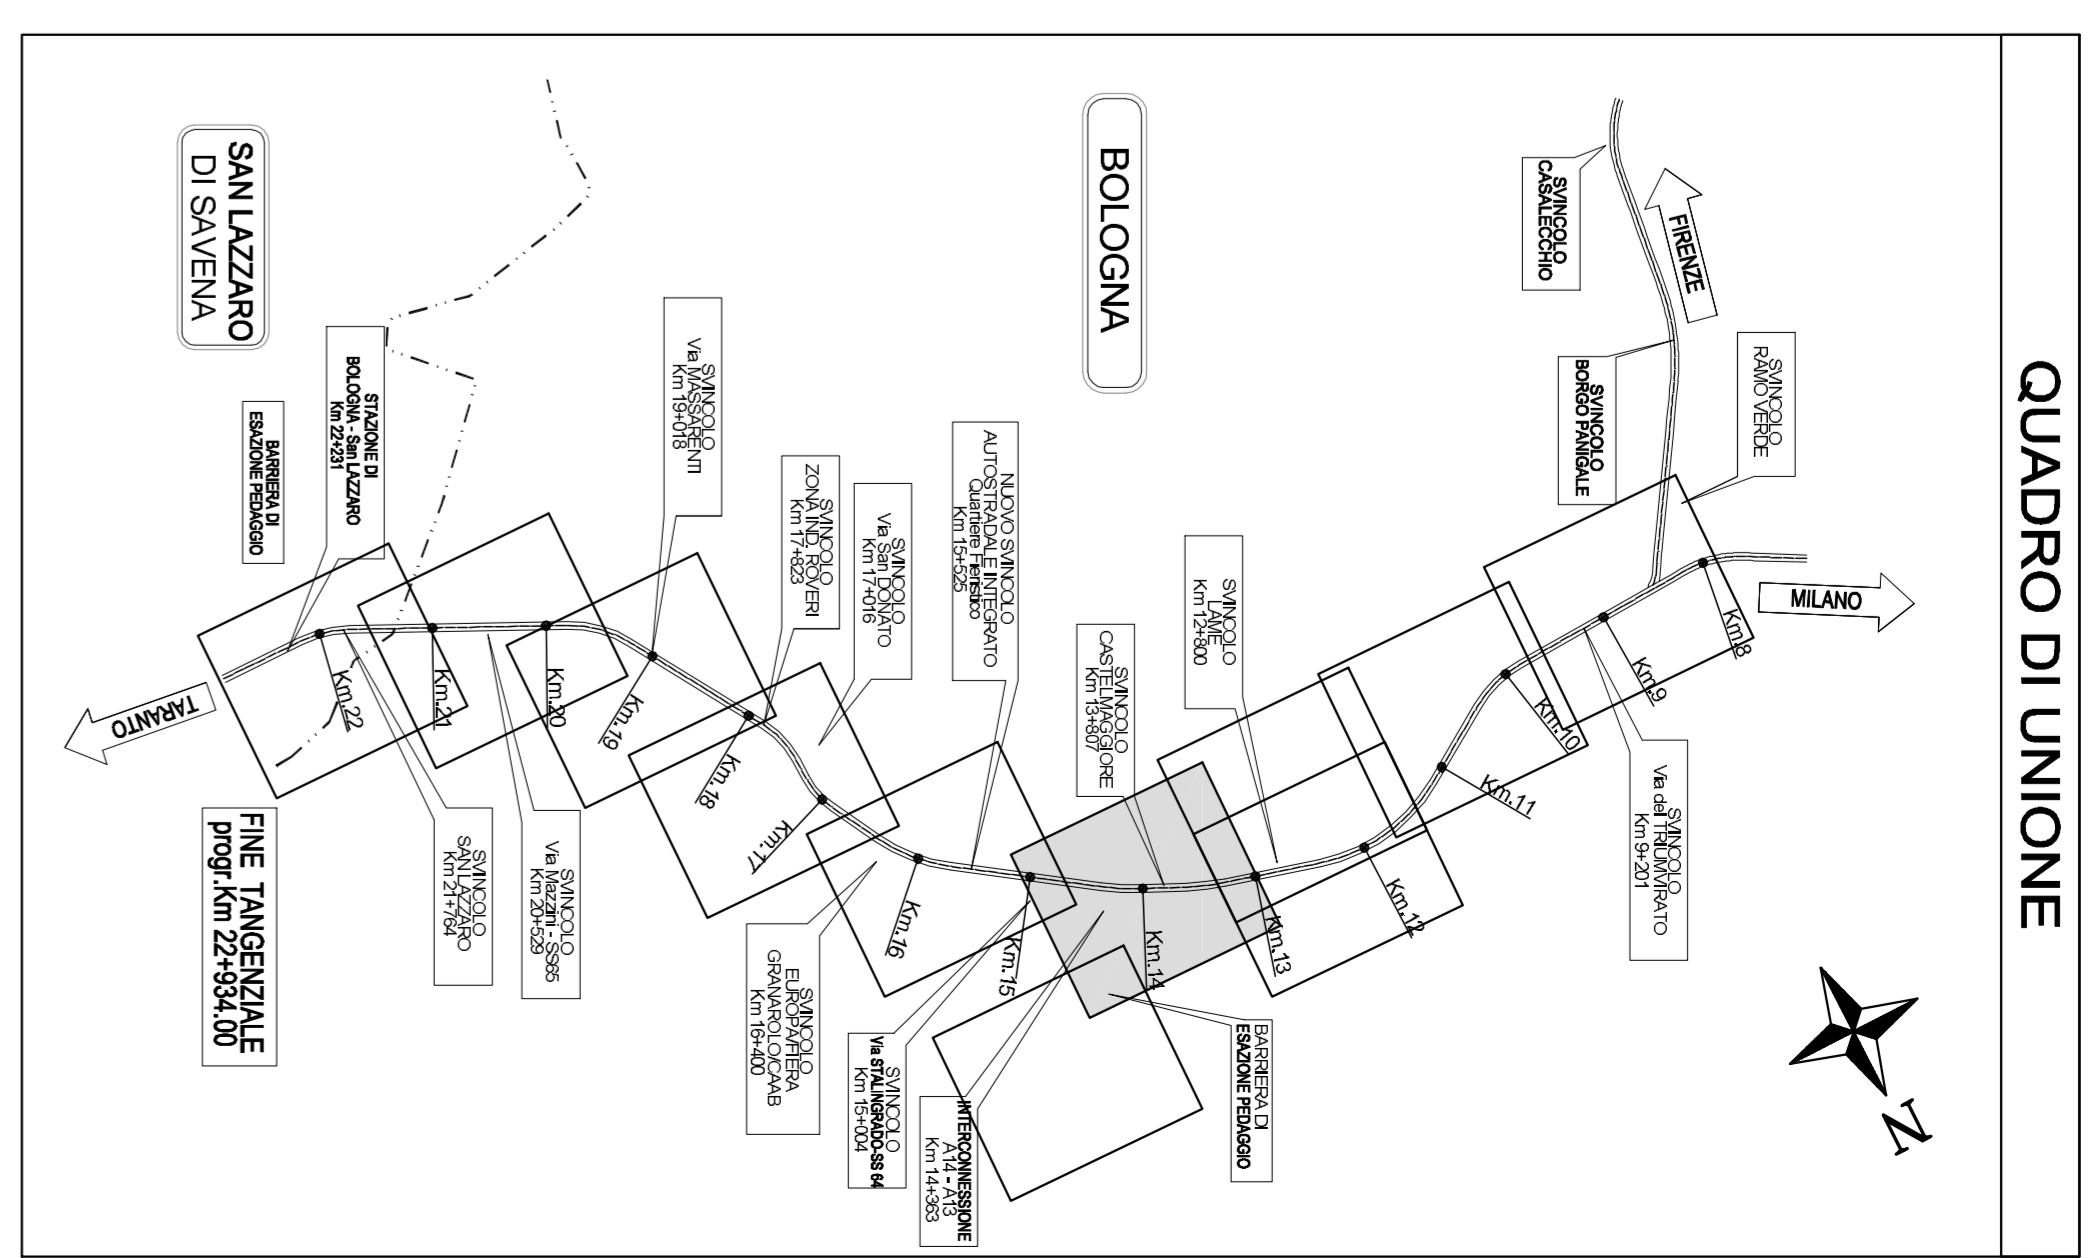 QUADRO DI UNIONE
MILANO
FIRENZE
SVINCOLO
RAMO VERDE
SVINCOLO
CASALECCHIO
SVINCOLO
BORGO PANIGALE
SVINCOLO
Via del TRIUMVIRATO
Km 9+201
Km.8
Km.9
Km.10
Km.11
Km.12
Km.13
Km.14
Km.15
Km.16
Km.17
Km.18
Km.19
Km.20
Km.21
Km.22
BOLOGNA
SVINCOLO
LAME
Km 12+800
SVINCOLO
CASTELMAGGIORE
Km 13+807
BARRIERA DI
ESAZIONE PEDAGGIO
INTERCONNESSIONE
A14 - A13
Km 14+363
SVINCOLO
Via STALINGRADO-SS 64
Km 15+004
NUOVO SVINCOLO
AUTOSTRADALE INTEGRATO
Quartiere Fieristico
Km 15+525
SVINCOLO
EUROPA/FIERA
GRANAROLO/CAAB
Km 16+400
SVINCOLO
Via San DONATO
Km 17+016
SVINCOLO
ZONA IND. ROVERI
Km 17+823
SVINCOLO
Via MASSARENTI
Km 19+018
SVINCOLO
Via Mazzini - SS65
Km 20+529
SVINCOLO
SAN LAZZARO
Km 21+764
STAZIONE DI
BOLOGNA - San LAZZARO
Km 22+231
BARRIERA DI
ESAZIONE PEDAGGIO
SAN LAZZARO
DI SAVENA
TARANTO
FINE TANGENZIALE
progr.Km 22+934.00
N